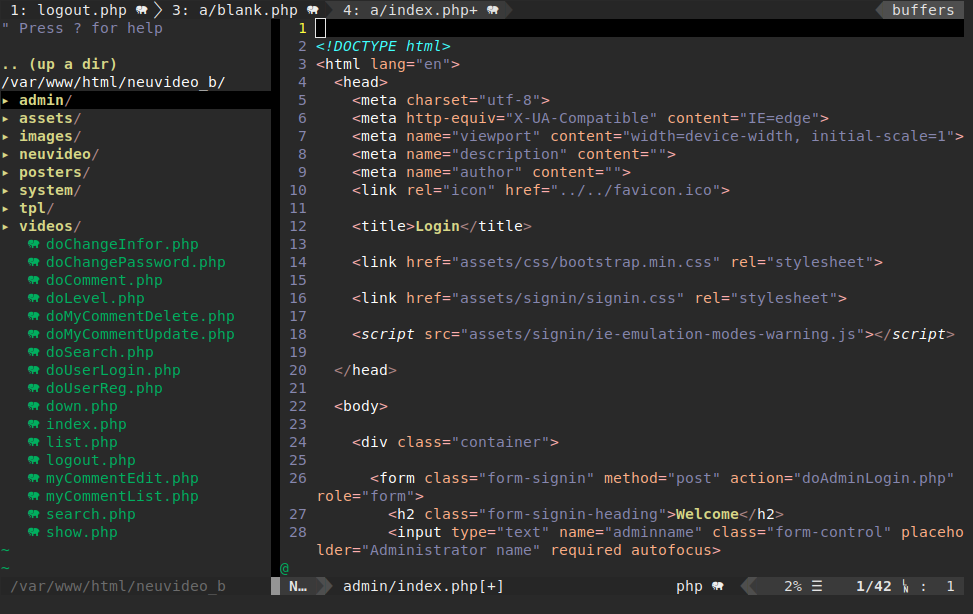 1: logout.php 3: a/blank.php 4: a/index.php+ buffers
" Press ? for help
.. (up a dir)
/var/www/html/neuvideo_b/
▸ admin/
▸ assets/
▸ images/
▸ neuvideo/
▸ posters/
▸ system/
▸ tpl/
▸ videos/
doChangeInfor.php
doChangePassword.php
doComment.php
doLevel.php
doMyCommentDelete.php
doMyCommentUpdate.php
doSearch.php
doUserLogin.php
doUserReg.php
down.php
index.php
list.php
logout.php
myCommentEdit.php
myCommentList.php
search.php
show.php
~
~
/var/www/html/neuvideo_b
1
2 <!DOCTYPE html>
3 <html lang="en">
4 <head>
5 <meta charset="utf-8">
6 <meta http-equiv="X-UA-Compatible" content="IE=edge">
7 <meta name="viewport" content="width=device-width, initial-scale=1">
8 <meta name="description" content="">
9 <meta name="author" content="">
10 <link rel="icon" href="../../favicon.ico">
11
12 <title>Login</title>
13
14 <link href="assets/css/bootstrap.min.css" rel="stylesheet">
15
16 <link href="assets/signin/signin.css" rel="stylesheet">
17
18 <script src="assets/signin/ie-emulation-modes-warning.js"></script>
19
20 </head>
21
22 <body>
23
24 <div class="container">
25
26 <form class="form-signin" method="post" action="doAdminLogin.php"
role="form">
27 <h2 class="form-signin-heading">Welcome</h2>
28 <input type="text" name="adminname" class="form-control" placeho
lder="Administrator name" required autofocus>
@
N… admin/index.php[+] php 2% ☰ 1/42 ㏑ : 1